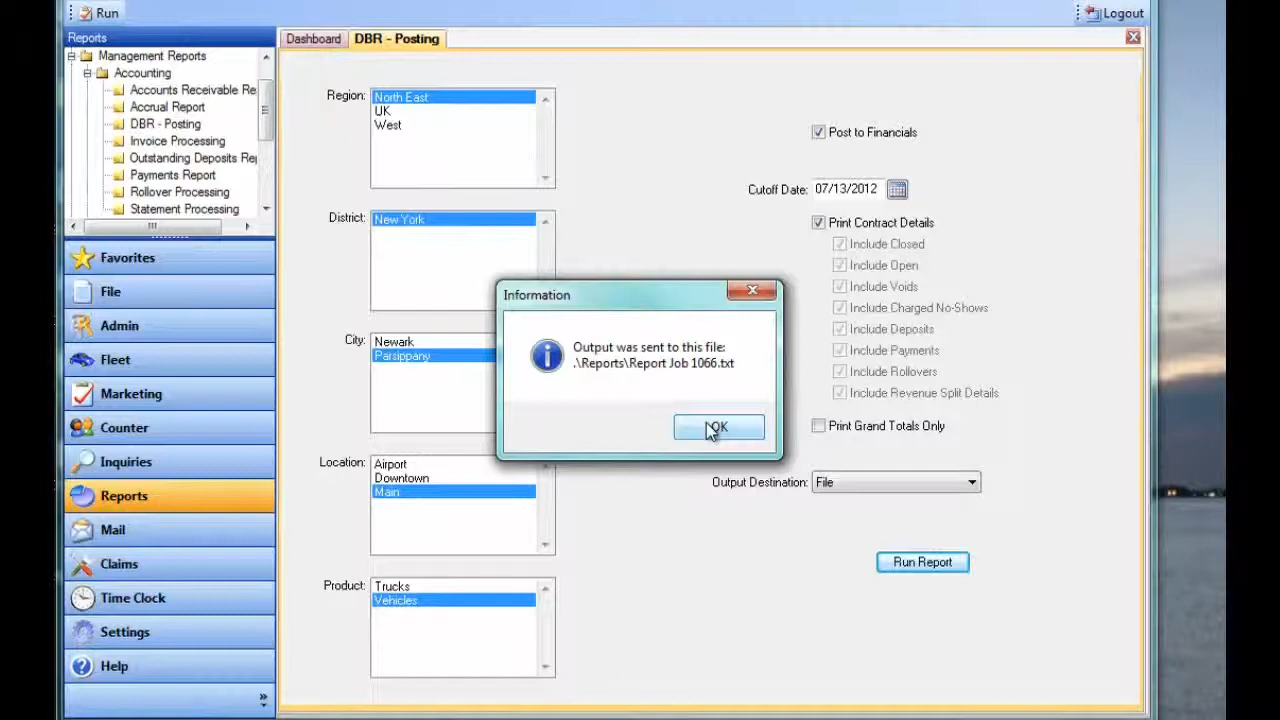 Run
Logout
Reports
Management Reports
Accounting
Accounts Receivable Re
Accrual Report
DBR - Posting
Invoice Processing
Outstanding Deposits Rep
Payments Report
Rollover Processing
Statement Processing
Favorites
File
Admin
Fleet
Marketing
Counter
Inquiries
Reports
Mail
Claims
Time Clock
Settings
Help
Dashboard
DBR - Posting
Region:
North East
UK
West
District:
New York
City:
Newark
Parsippany
Location:
Airport
Downtown
Main
Product:
Trucks
Vehicles
Post to Financials
Cutoff Date: 07/13/2012
Print Contract Details
Include Closed
Include Open
Include Voids
Include Charged No-Shows
Include Deposits
Include Payments
Include Rollovers
Include Revenue Split Details
Print Grand Totals Only
Output Destination: File
Run Report
Information
Output was sent to this file:
.\Reports\Report Job 1066.txt
OK